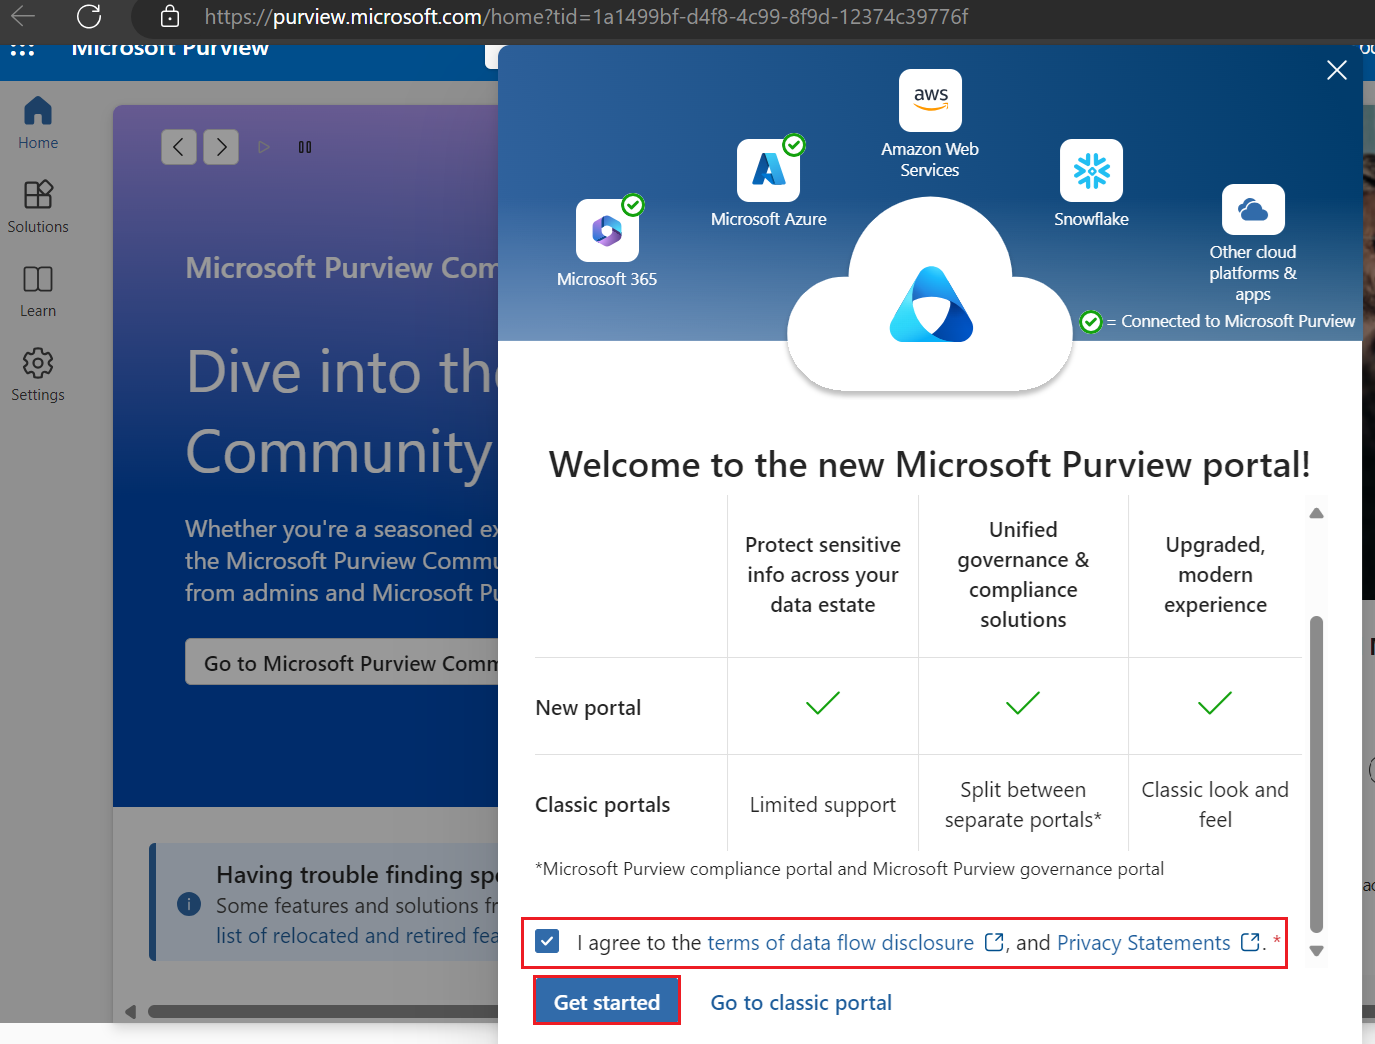 https://purview.microsoft.com/home?tid=1a1499bf-d4f8-4c99-8f9d-12374c39776f
Microsoft Purview
Home
Solutions
Learn
Settings
Microsoft Purview Com
Dive into the
Community
Whether you're a seasoned ex
the Microsoft Purview Commu
from admins and Microsoft Pu
Go to Microsoft Purview Comm
Having trouble finding spe
Some features and solutions fr
list of relocated and retired fea
aws
Amazon Web
Services
Microsoft Azure
Snowflake
Microsoft 365
Other cloud
platforms &
apps
= Connected to Microsoft Purview
Welcome to the new Microsoft Purview portal!
Protect sensitive
info across your
data estate
Unified
governance &
compliance
solutions
Upgraded,
modern
experience
New portal
Classic portals
Limited support
Split between
separate portals*
Classic look and
feel
*Microsoft Purview compliance portal and Microsoft Purview governance portal
I agree to the terms of data flow disclosure , and Privacy Statements . *
Get started
Go to classic portal